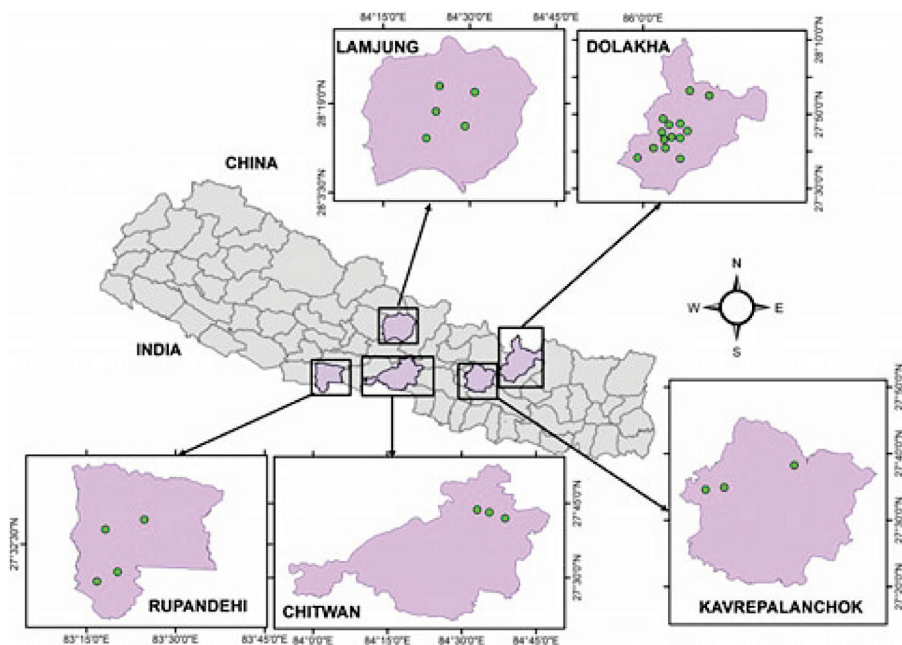 84°15'0"E 84°30'0"E 84°45'0"E
LAMJUNG
28°19'0"N
28°3'30"N
86°0'0"E
DOLAKHA
28°10'0"N
27°50'0"N
27°30'0"N
CHINA
INDIA
N
W E
S
RUPANDEHI
27°32'30"N
83°15'0"E 83°30'0"E 83°45'0"E
CHITWAN
27°45'0"N
27°30'0"N
84°0'0"E 84°15'0"E 84°30'0"E 84°45'0"E
KAVREPALANCHOK
27°50'0"N
27°40'0"N
27°30'0"N
27°20'0"N